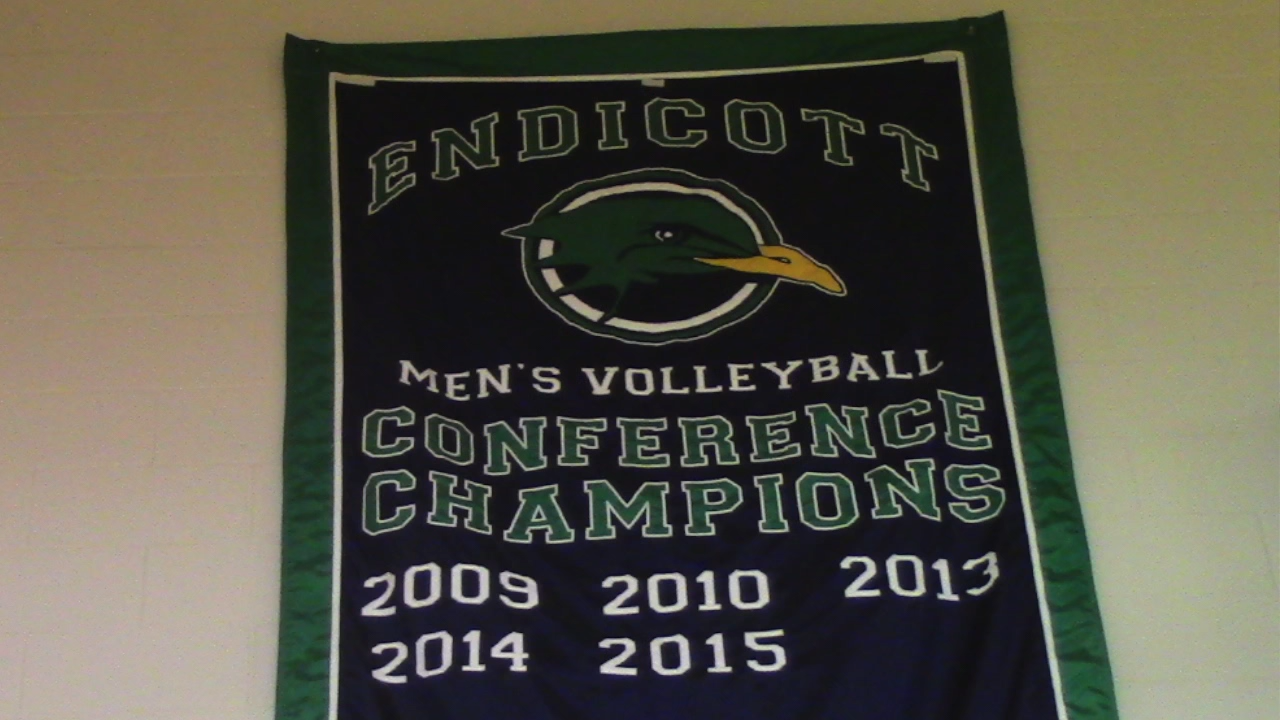 ENDICOTT
MEN'S VOLLEYBALL
CONFERENCE
CHAMPIONS
2009 2010 2013
2014 2015